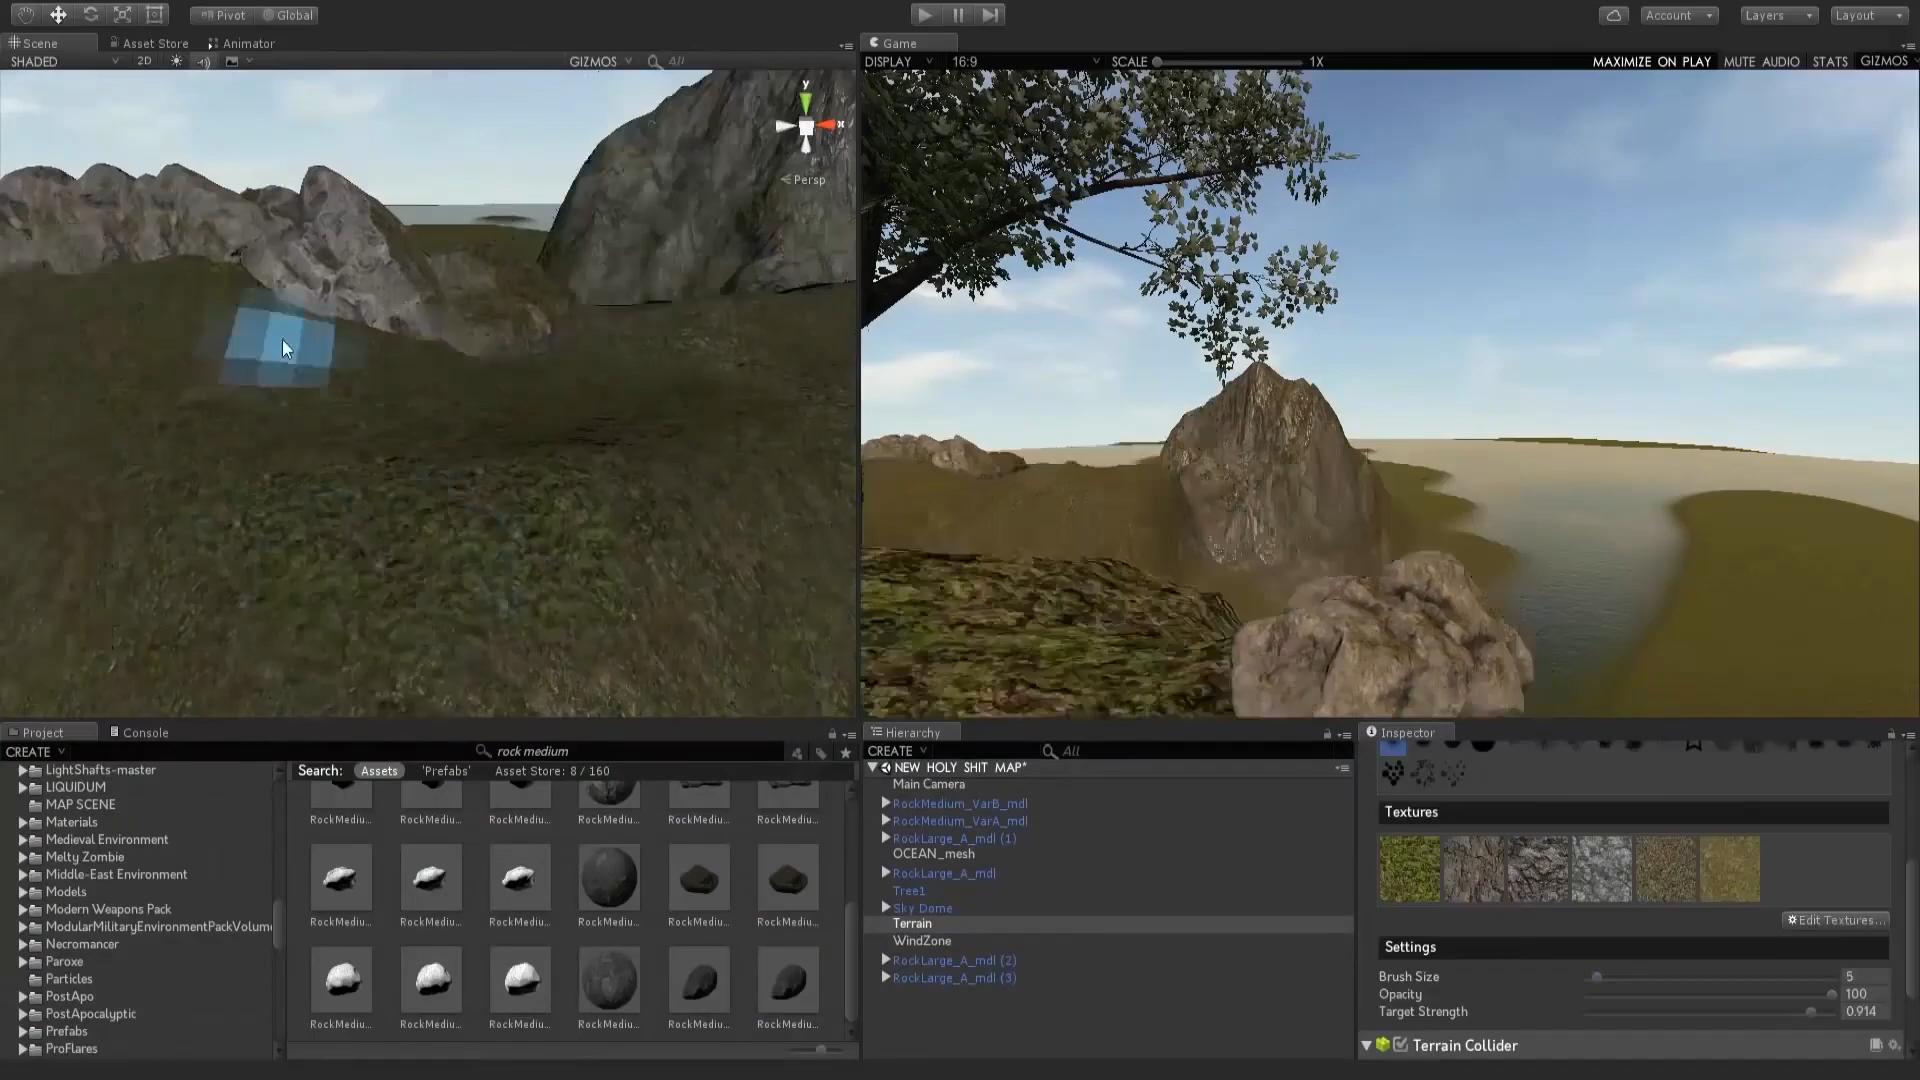 Pivot Global Account Layers Layout
Scene Asset Store Animator
Game
SHADED 2D GIZMOS All
DISPLAY 16:9 SCALE 1X MAXIMIZE ON PLAY MUTE AUDIO STATS GIZMOS
y
x
Persp
Project Console
CREATE rock medium
Search: Assets 'Prefabs' Asset Store: 8 / 160
LightShafts-master
LIQUIDUM
MAP SCENE
Materials
Medieval Environment
Melty Zombie
Middle-East Environment
Models
Modern Weapons Pack
ModularMilitaryEnvironmentPackVolum
Necromancer
Paroxe
Particles
PostApo
PostApocalyptic
Prefabs
ProFlares
RockMediu... RockMediu... RockMediu... RockMediu... RockMediu... RockMediu...
RockMediu... RockMediu... RockMediu... RockMediu... RockMediu... RockMediu...
RockMediu... RockMediu... RockMediu... RockMediu... RockMediu... RockMediu...
Hierarchy
CREATE All
NEW HOLY SHIT MAP*
Main Camera
RockMedium_VarB_mdl
RockMedium_VarA_mdl
RockLarge_A_mdl (1)
OCEAN_mesh
RockLarge_A_mdl
Tree1
Sky Dome
Terrain
WindZone
RockLarge_A_mdl (2)
RockLarge_A_mdl (3)
Inspector
Textures
Edit Textures...
Settings
Brush Size 5
Opacity 100
Target Strength 0.914
Terrain Collider